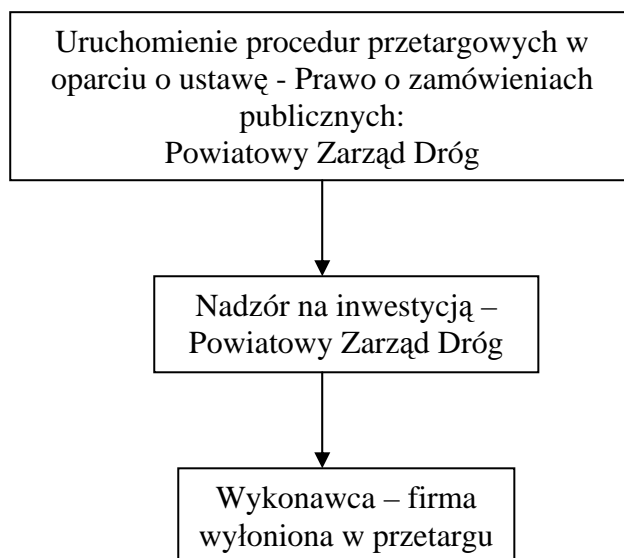 Uruchomienie procedur przetargowych w
oparciu o ustawę - Prawo o zamówieniach
publicznych:
Powiatowy Zarząd Dróg
Nadzór na inwestycją –
Powiatowy Zarząd Dróg
Wykonawca – firma
wyłoniona w przetargu